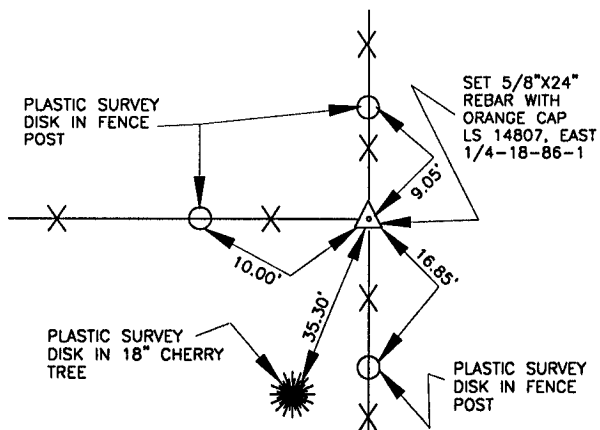 PLASTIC SURVEY
DISK IN FENCE
POST
SET 5/8"X24"
REBAR WITH
ORANGE CAP
LS 14807, EAST
1/4-18-86-1
9.05'
10.00'
16.85'
35.30'
PLASTIC SURVEY
DISK IN 18" CHERRY
TREE
PLASTIC SURVEY
DISK IN FENCE
POST